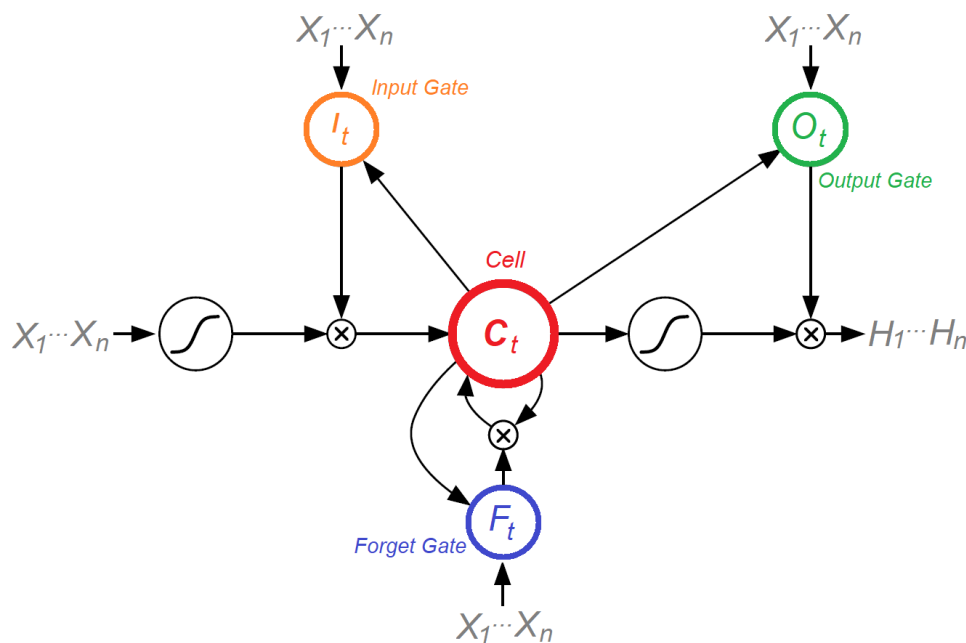 X1...Xn
X1...Xn
Input Gate
It
Ot
Output Gate
Cell
X1...Xn
Ct
H1...Hn
Ft
Forget Gate
X1...Xn